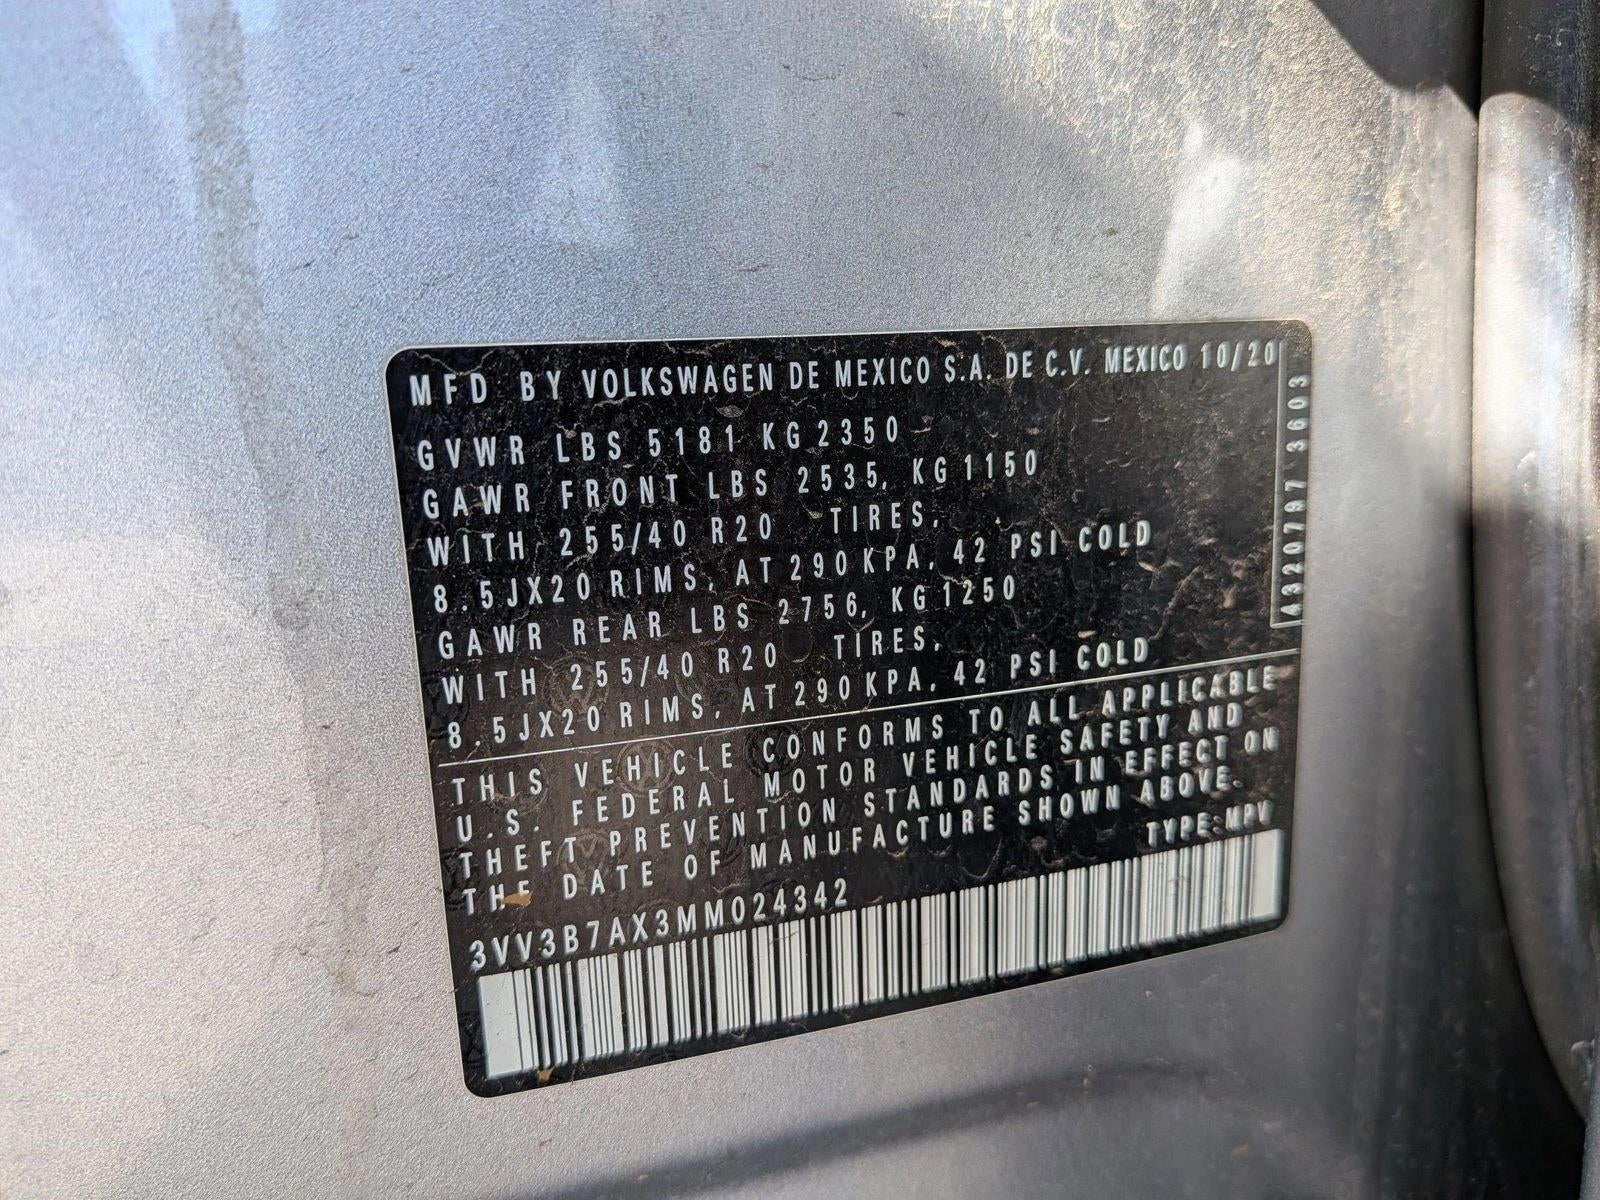 MFD BY VOLKSWAGEN DE MEXICO S.A. DE C.V. MEXICO 10/20
GVWR LBS 5181 KG 2350
GAWR FRONT LBS 2535, KG 1150
WITH 255/40 R20 TIRES,
8.5JX20 RIMS, AT 290 KPA, 42 PSI COLD
GAWR REAR LBS 2756, KG 1250
WITH 255/40 R20 TIRES,
8.5JX20 RIMS, AT 290 KPA, 42 PSI COLD
A320797 3603
THIS VEHICLE CONFORMS TO ALL APPLICABLE
U.S. FEDERAL MOTOR VEHICLE SAFETY AND
THEFT PREVENTION STANDARDS IN EFFECT ON
THE DATE OF MANUFACTURE SHOWN ABOVE.
TYPE:MPV
3VV3B7AX3MM024342